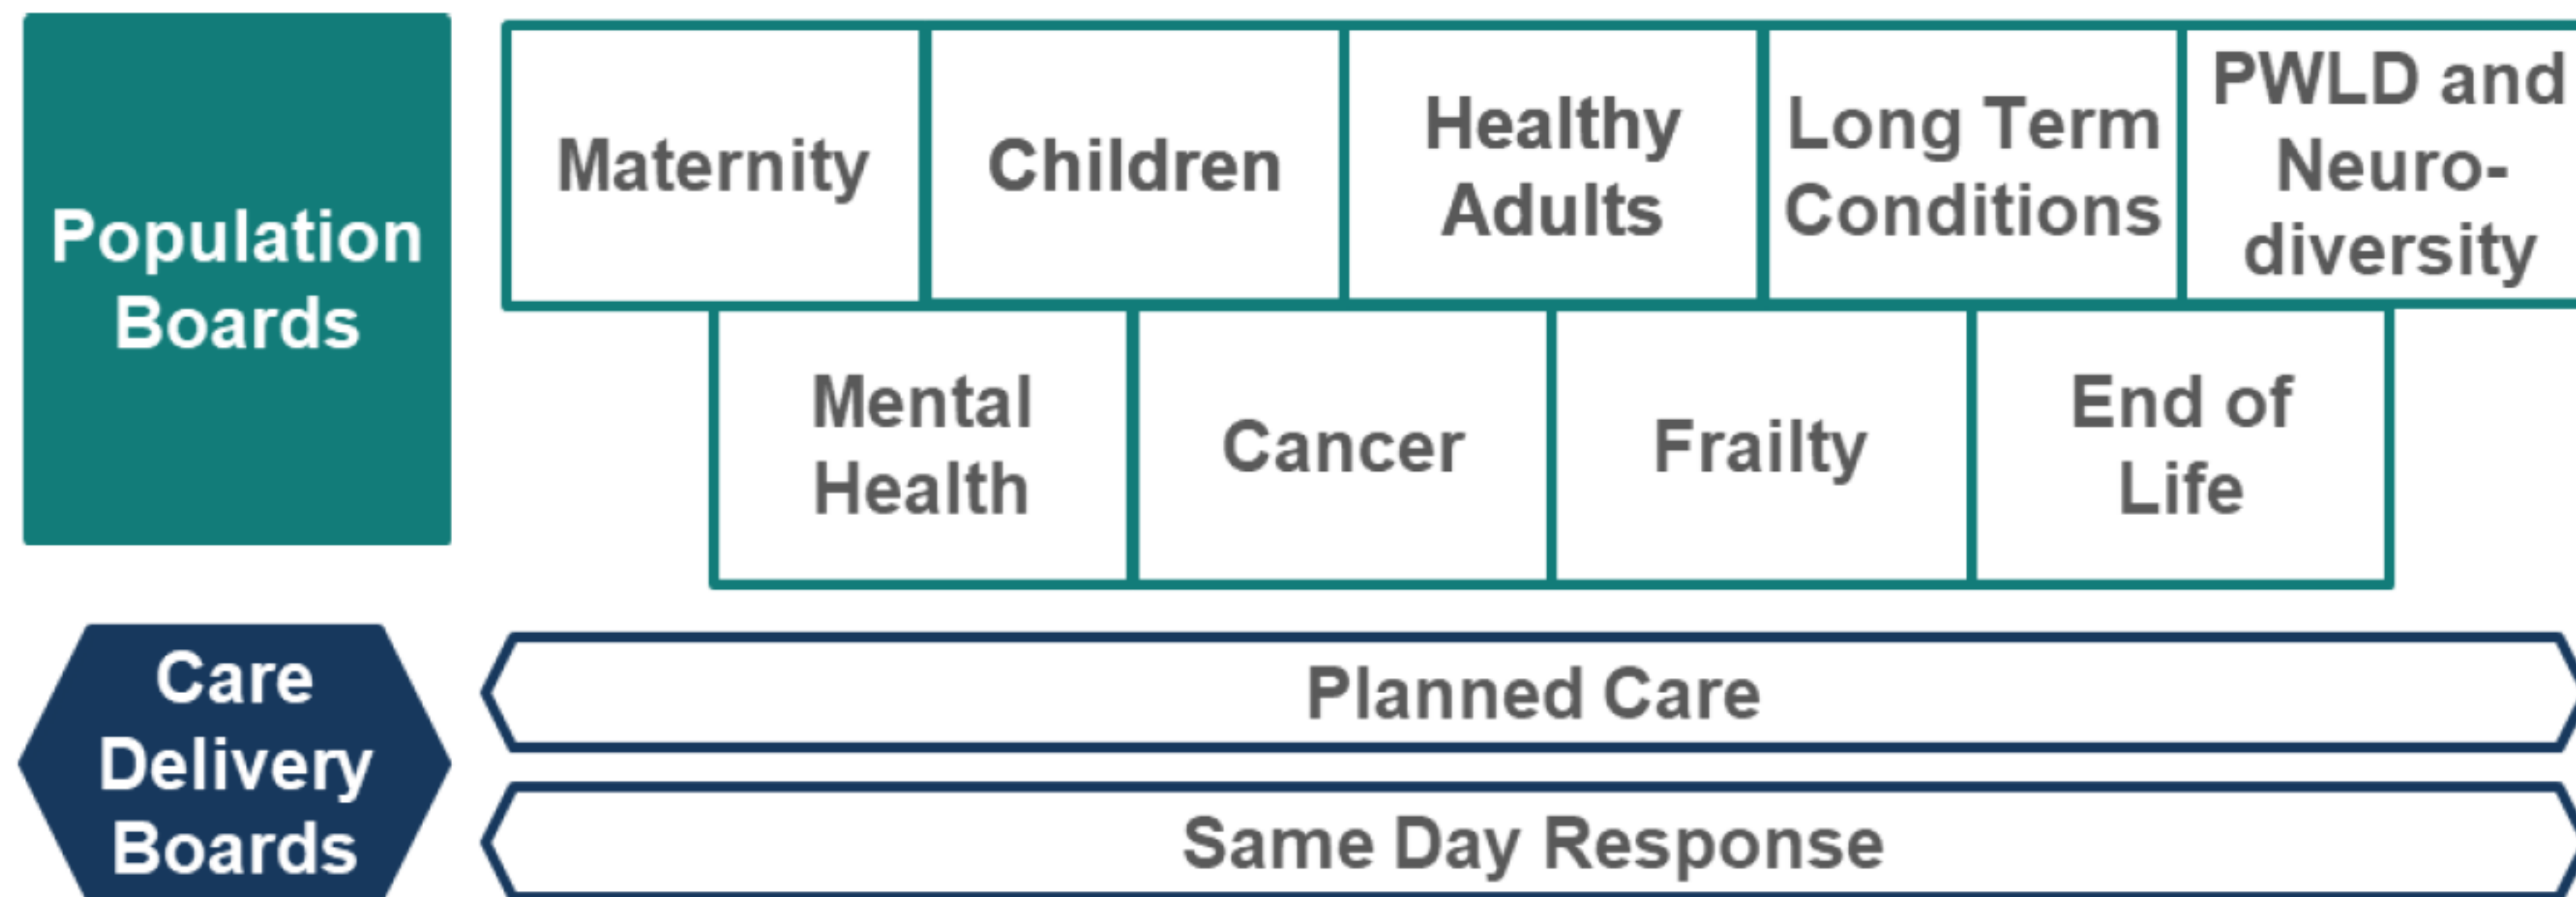 Population
Boards
Maternity
Children
Healthy
Adults
Long Term
Conditions
PWLD and
Neuro-
diversity
Mental
Health
Cancer
Frailty
End of
Life
Care
Delivery
Boards
Planned Care
Same Day Response